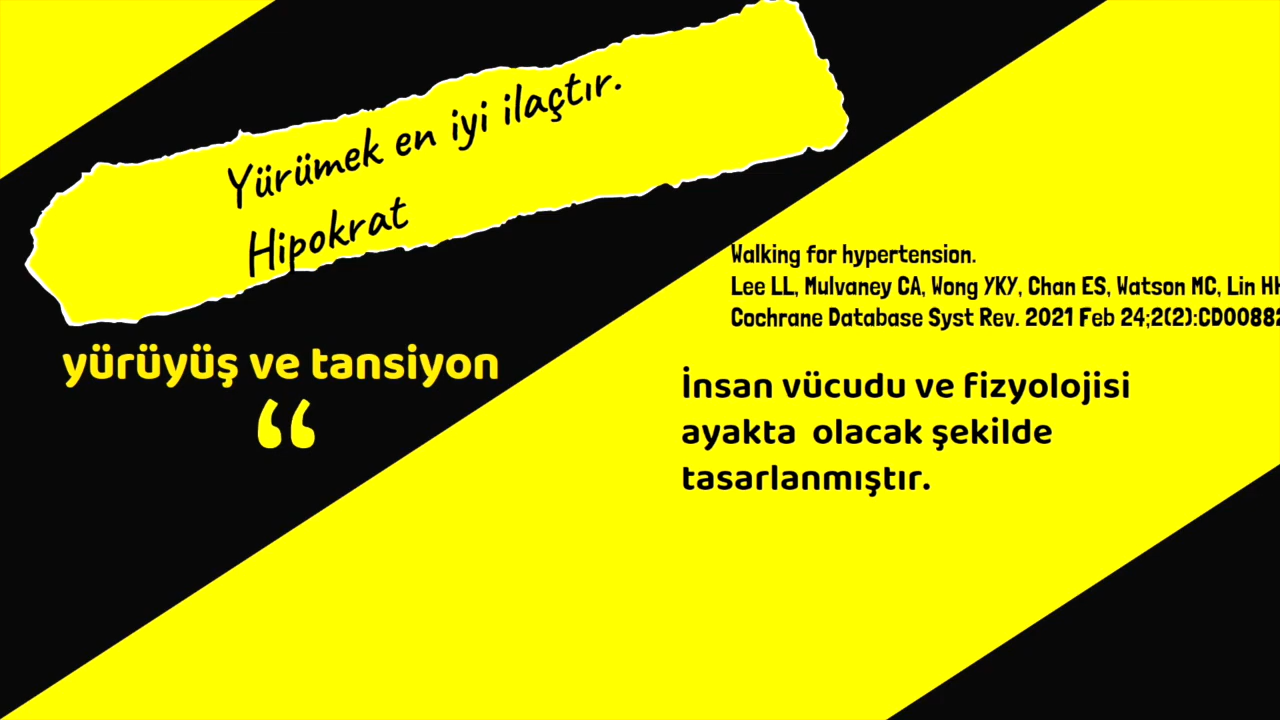 Yürümek en iyi ilaçtır.
Hipokrat
yürüyüş ve tansiyon
“
Walking for hypertension.
Lee LL, Mulvaney CA, Wong YKY, Chan ES, Watson MC, Lin
Cochrane Database Syst Rev. 2021 Feb 24;2(2):CD0088
İnsan vücudu ve fizyolojisi
ayakta olacak şekilde
tasarlanmıştır.